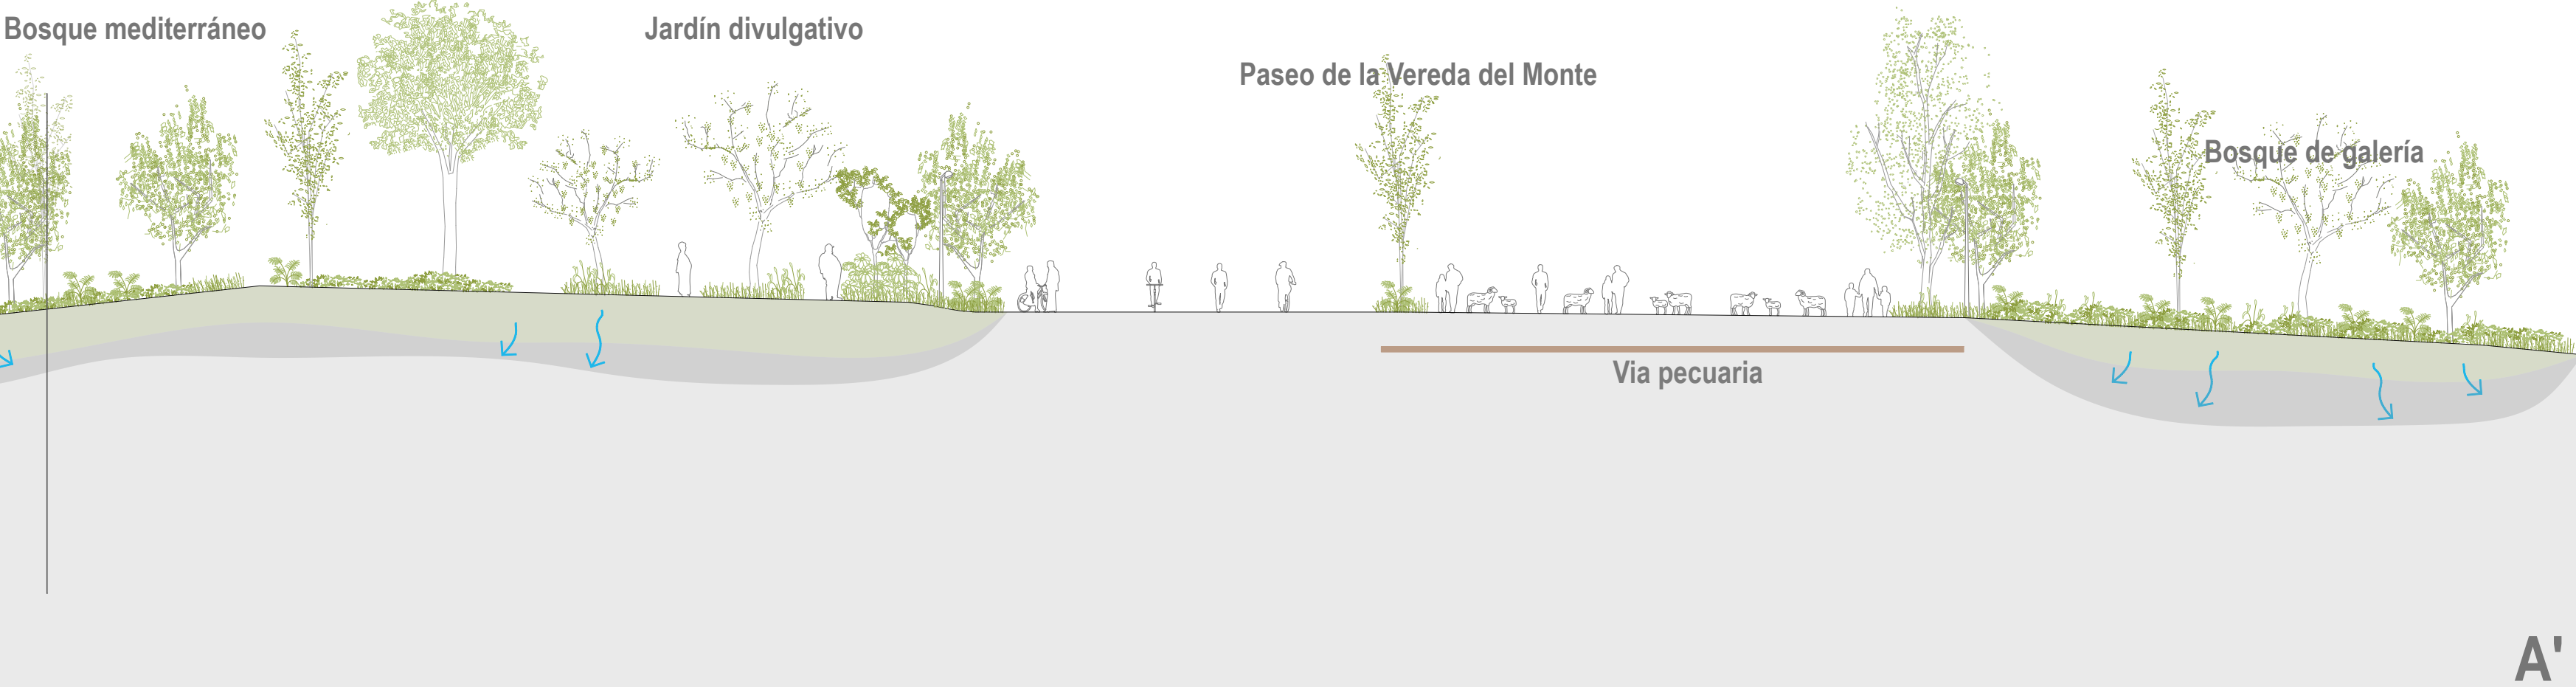 Bosque mediterráneo
Jardín divulgativo
Paseo de la Vereda del Monte
Bosque de galería
Via pecuaria
A'